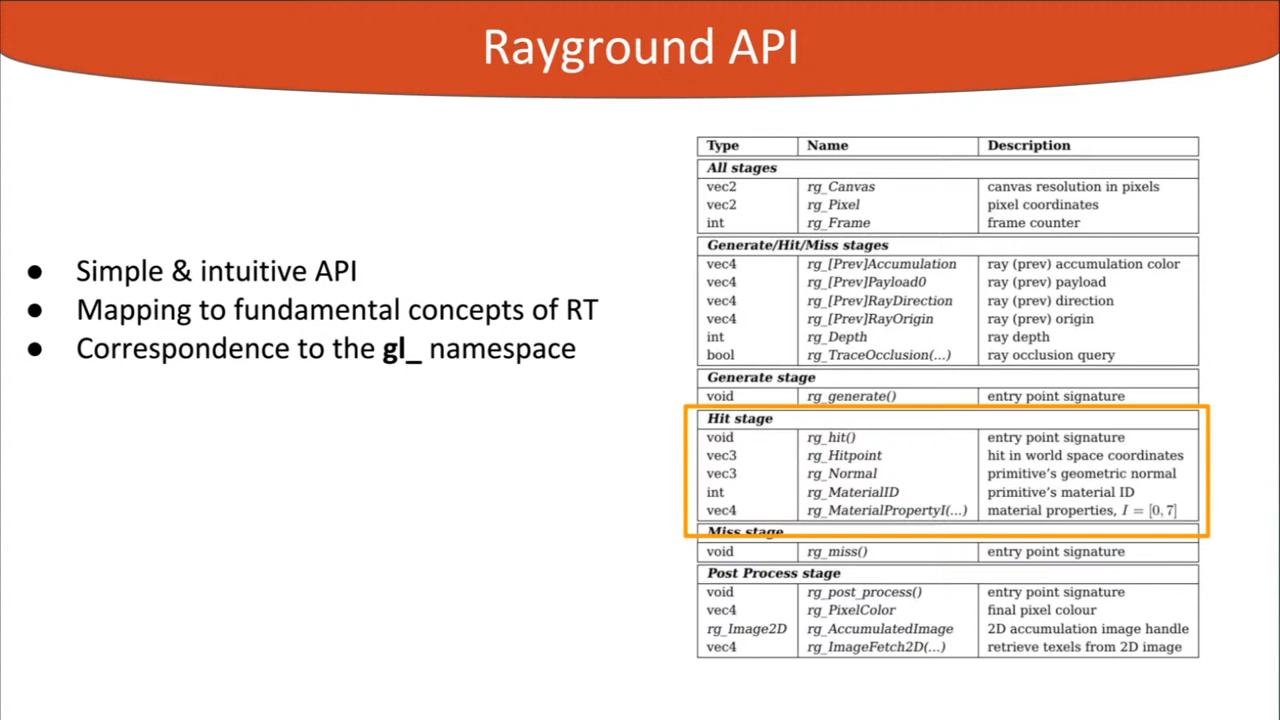 Rayground API
● Simple & intuitive API
● Mapping to fundamental concepts of RT
● Correspondence to the gl_ namespace
Type Name Description
All stages
vec2 rg_Canvas canvas resolution in pixels
vec2 rg_Pixel pixel coordinates
int rg_Frame frame counter
Generate/Hit/Miss stages
vec4 rg_[Prev]Accumulation ray (prev) accumulation color
vec4 rg_[Prev]Payload0 ray (prev) payload
vec4 rg_[Prev]RayDirection ray (prev) direction
vec4 rg_[Prev]RayOrigin ray (prev) origin
int rg_Depth ray depth
bool rg_TraceOcclusion(...) ray occlusion query
Generate stage
void rg_generate() entry point signature
Hit stage
void rg_hit() entry point signature
vec3 rg_Hitpoint hit in world space coordinates
vec3 rg_Normal primitive's geometric normal
int rg_MaterialID primitive's material ID
vec4 rg_MaterialPropertyI(...) material properties, I = [0, 7]
Miss stage
void rg_miss() entry point signature
Post Process stage
void rg_post_process() entry point signature
vec4 rg_PixelColor final pixel colour
rg_Image2D rg_AccumulatedImage 2D accumulation image handle
vec4 rg_ImageFetch2D(...) retrieve texels from 2D image